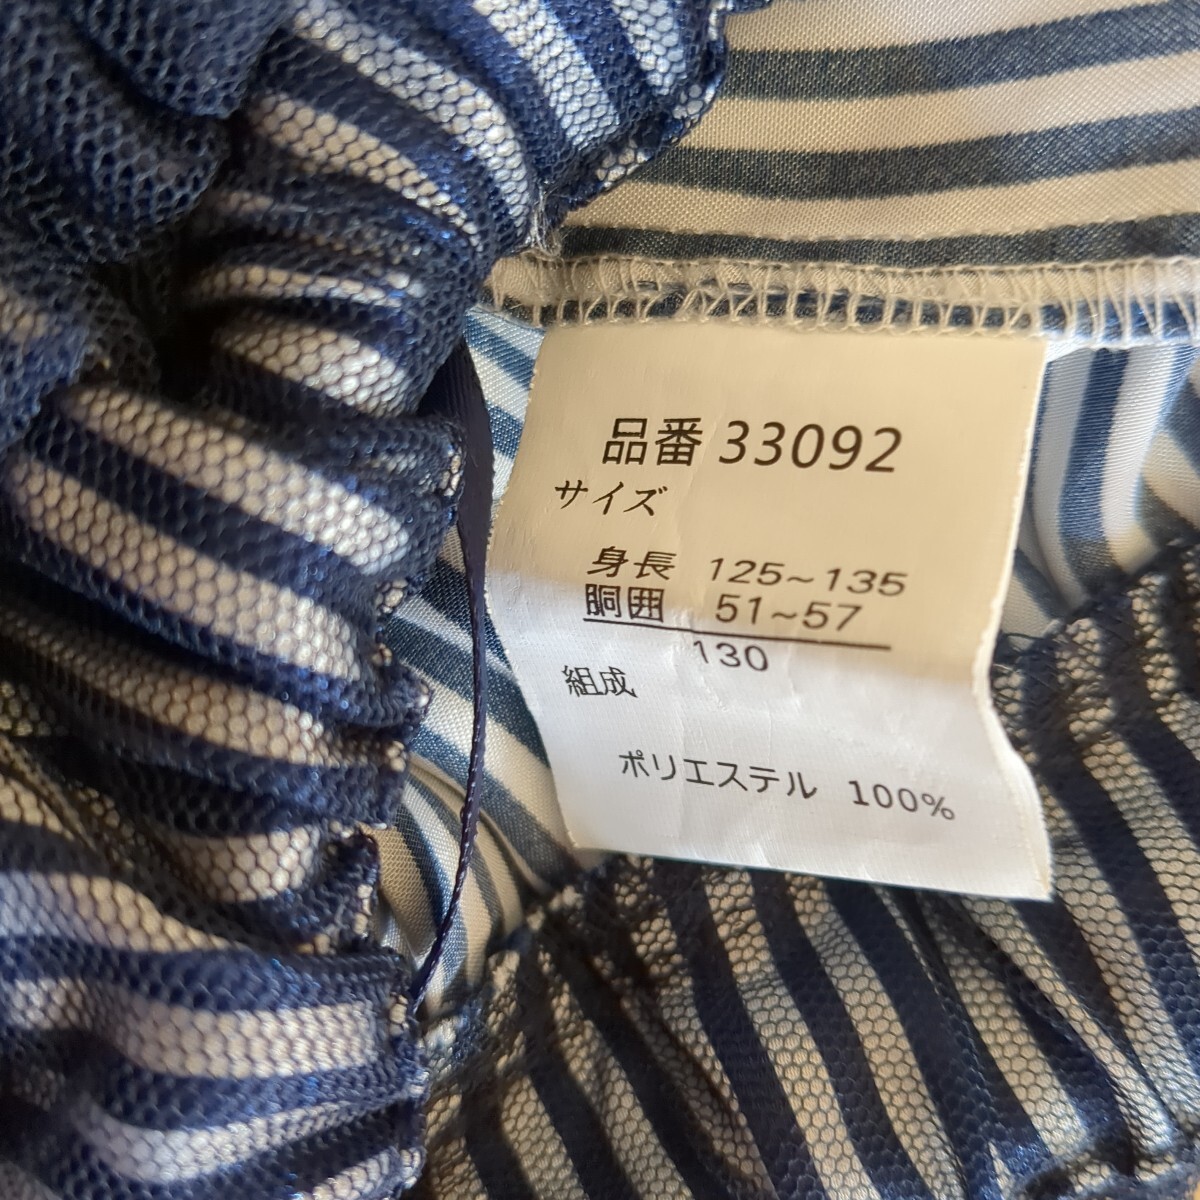 品番 33092
サイズ
身長 125~135
胴囲 51~57
130
組成
ポリエステル 100%